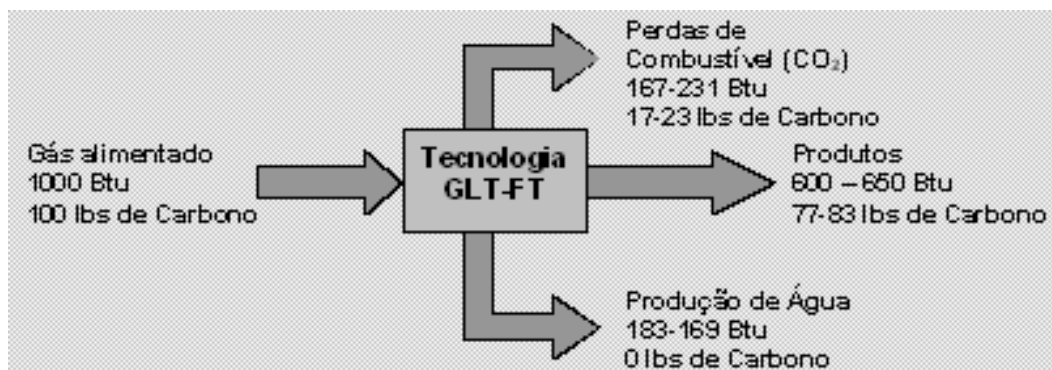 Gás alimentado
1000 Btu
100 lbs de Carbono
Tecnologia
GLT-FT
Perdas de
Combustível (CO₂)
167-231 Btu
17-23 lbs de Carbono
Produtos
600 – 650 Btu
77-83 lbs de Carbono
Produção de Água
183-169 Btu
0 lbs de Carbono